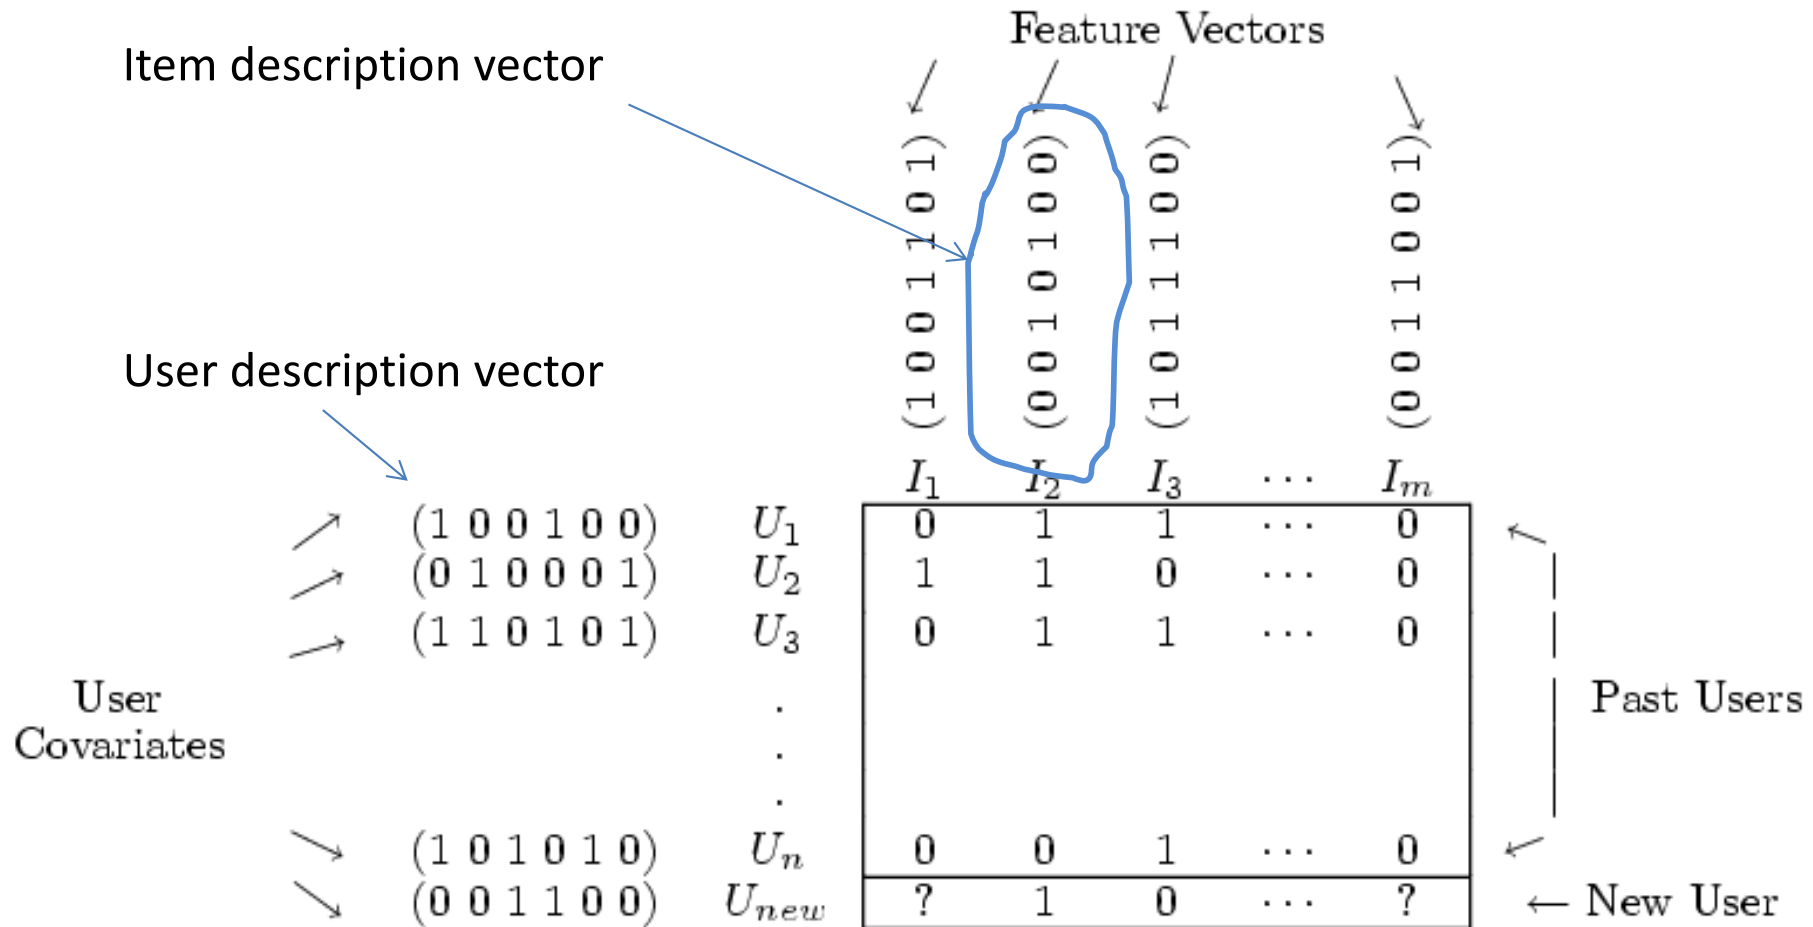 Feature Vectors
Item description vector
(1 0 0 1 1 0 1)
(0 0 1 0 1 0 0)
(1 0 1 1 1 0 0)
(0 0 1 1 0 0 1)
User description vector
I1 I2 I3 ··· Im
(1 0 0 1 0 0) U1 0 1 1 ··· 0
(0 1 0 0 0 1) U2 1 1 0 ··· 0
(1 1 0 1 0 1) U3 0 1 1 ··· 0
User
Covariates
Past Users
.
.
.
(1 0 1 0 1 0) Un 0 0 1 ··· 0
(0 0 1 1 0 0) Unew ? 1 0 ··· ? ← New User